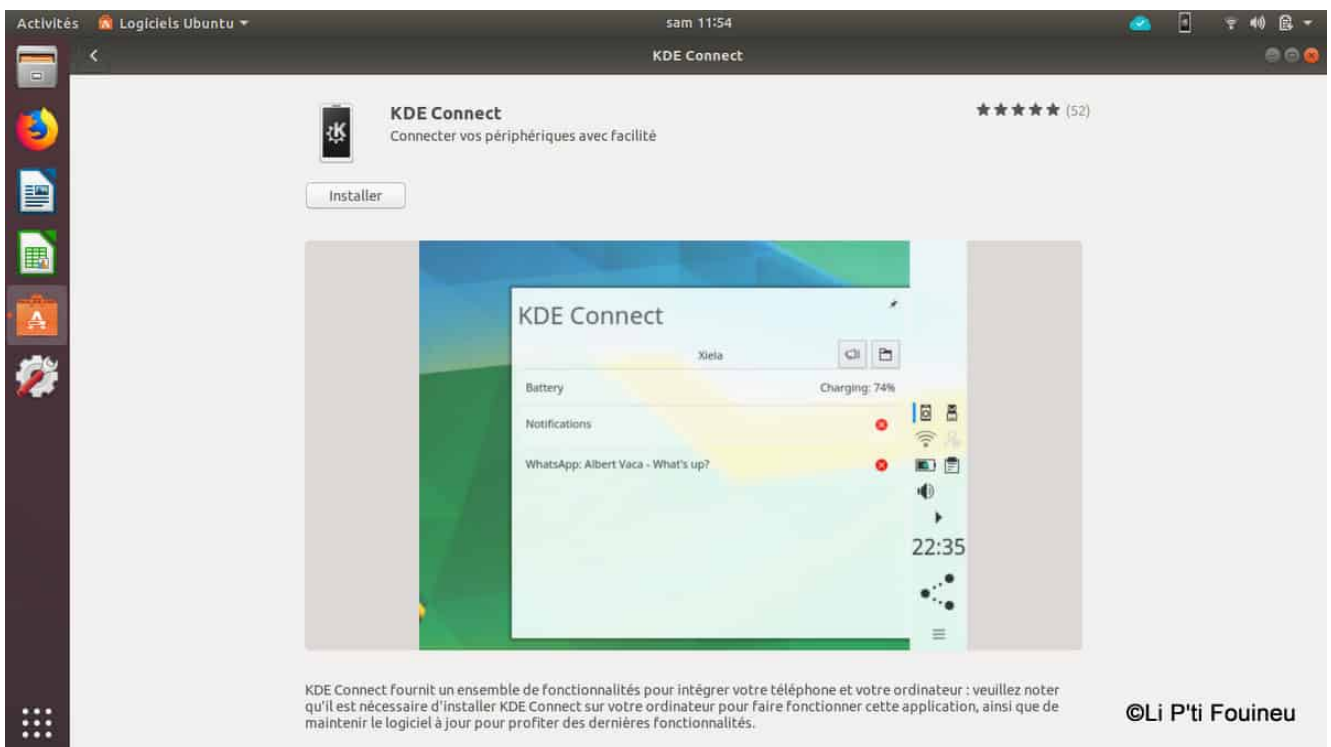 Activités Logiciels Ubuntu sam 11:54
KDE Connect
KDE Connect
(52)
Connecter vos périphériques avec facilité
Installer
KDE Connect
Xiela
Battery Charging: 74%
Notifications
WhatsApp: Albert Vaca - What's up?
22:35
KDE Connect fournit un ensemble de fonctionnalités pour intégrer votre téléphone et votre ordinateur : veuillez noter
qu'il est nécessaire d'installer KDE Connect sur votre ordinateur pour faire fonctionner cette application, ainsi que de
maintenir le logiciel à jour pour profiter des dernières fonctionnalités.
©Li P'ti Fouineu